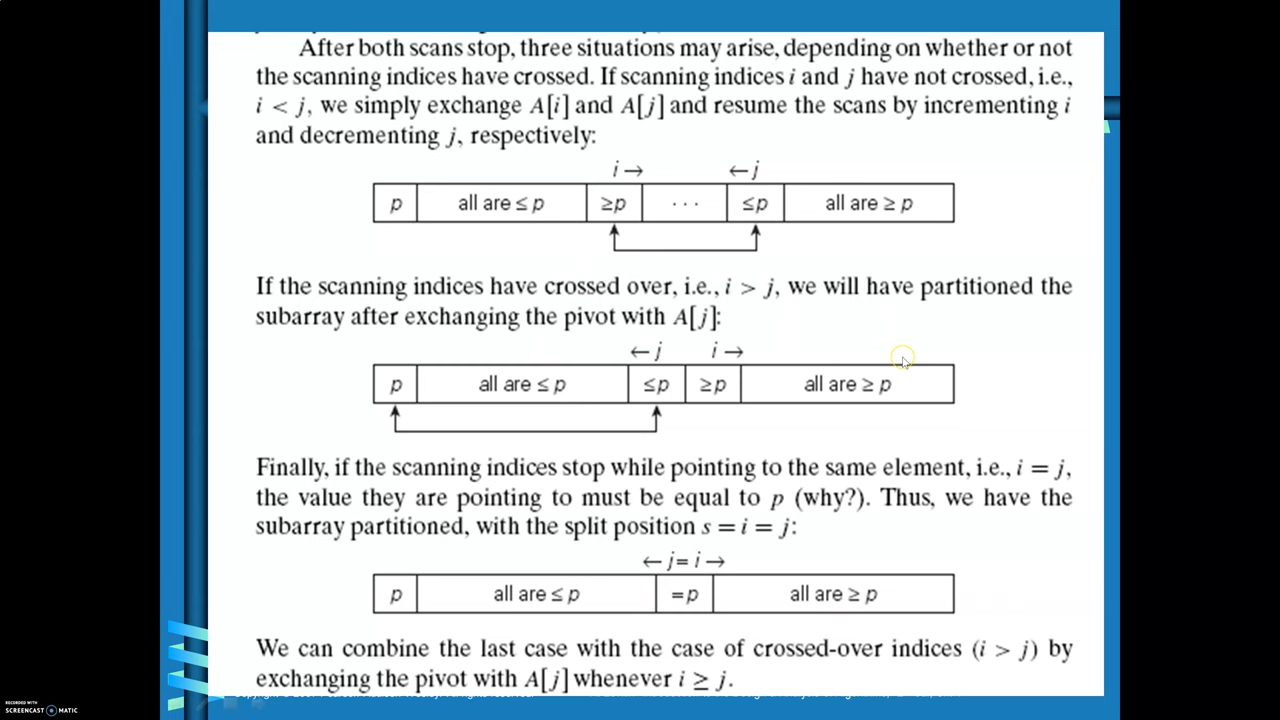 After both scans stop, three situations may arise, depending on whether or not
the scanning indices have crossed. If scanning indices i and j have not crossed, i.e.,
i < j, we simply exchange A[i] and A[j] and resume the scans by incrementing i
and decrementing j, respectively:
i → ← j
p all are ≤ p ≥p · · · ≤p all are ≥ p
If the scanning indices have crossed over, i.e., i > j, we will have partitioned the
subarray after exchanging the pivot with A[j]:
← j i →
p all are ≤ p ≤p ≥p all are ≥ p
Finally, if the scanning indices stop while pointing to the same element, i.e., i = j,
the value they are pointing to must be equal to p (why?). Thus, we have the
subarray partitioned, with the split position s = i = j:
← j = i →
p all are ≤ p =p all are ≥ p
We can combine the last case with the case of crossed-over indices (i > j) by
exchanging the pivot with A[j] whenever i ≥ j.
RECORDED WITH
SCREENCAST MATIC